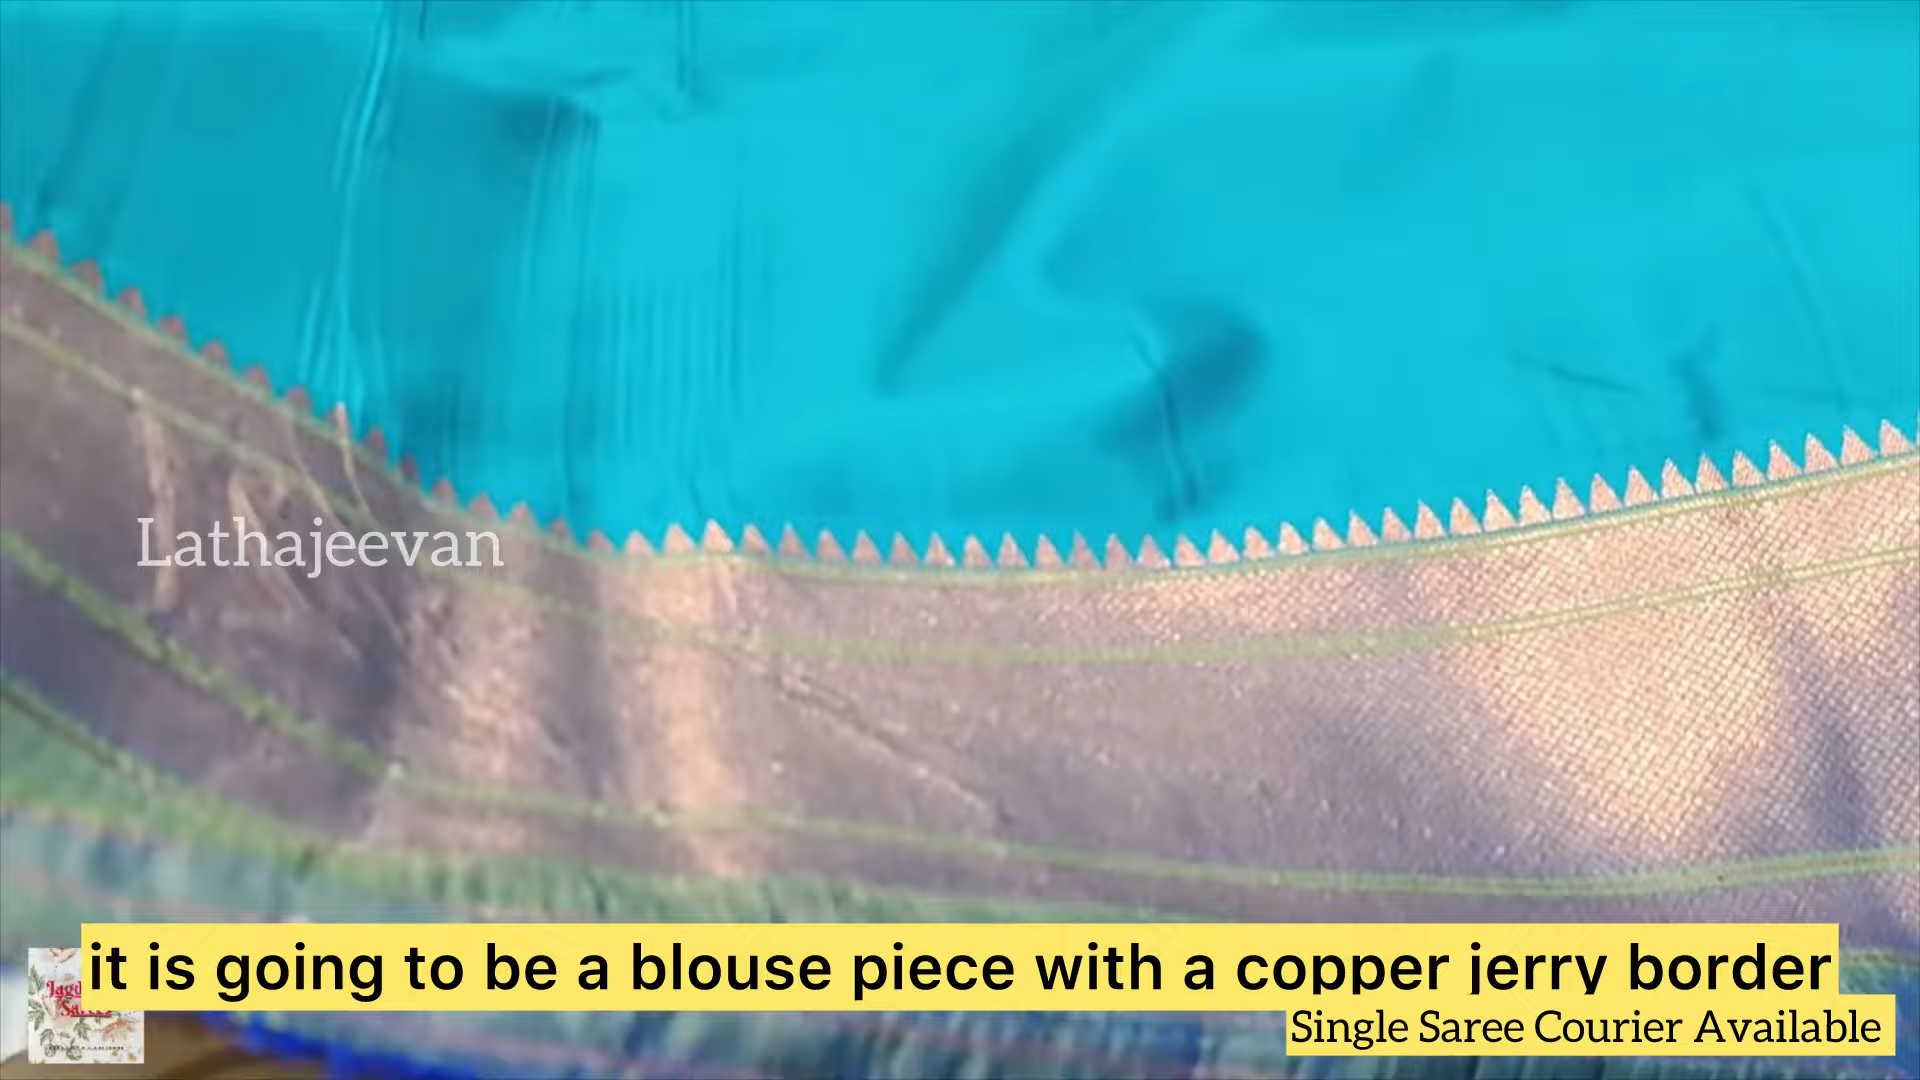 Lathajeevan
it is going to be a blouse piece with a copper jerry border
Single Saree Courier Available